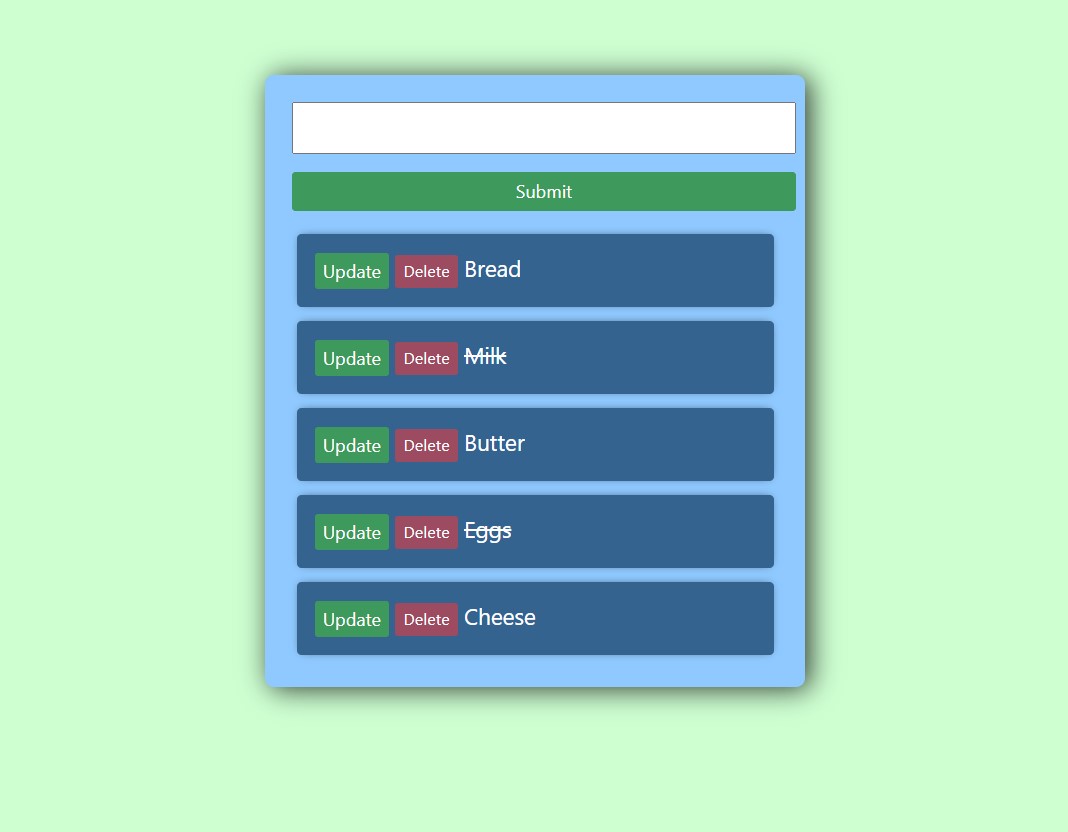 Submit
Update Delete Bread
Update Delete Milk
Update Delete Butter
Update Delete Eggs
Update Delete Cheese